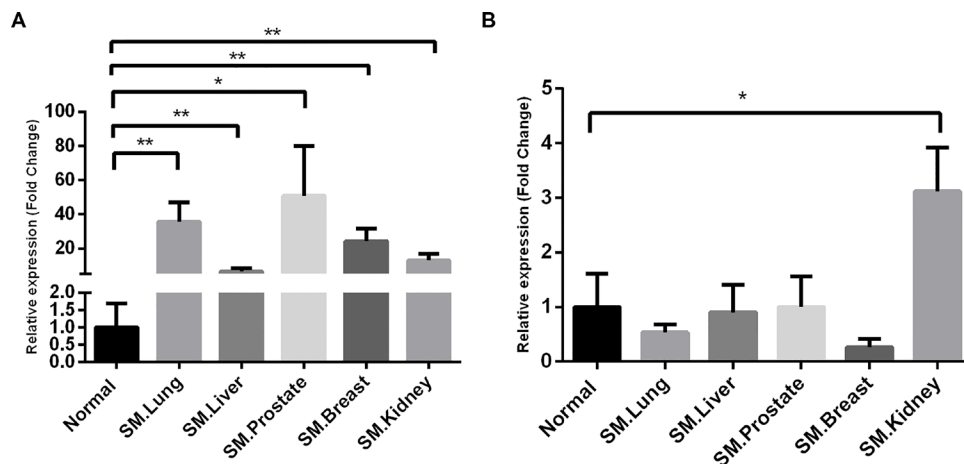 A
**
**
*
**
**
Relative expression (Fold Change)
100
80
60
40
20
2.0
1.5
1.0
0.5
0.0
Normal
SM.Lung
SM.Liver
SM.Prostate
SM.Breast
SM.Kidney
B
*
Relative expression (Fold Change)
5
4
3
2
1
0
Normal
SM.Lung
SM.Liver
SM.Prostate
SM.Breast
SM.Kidney